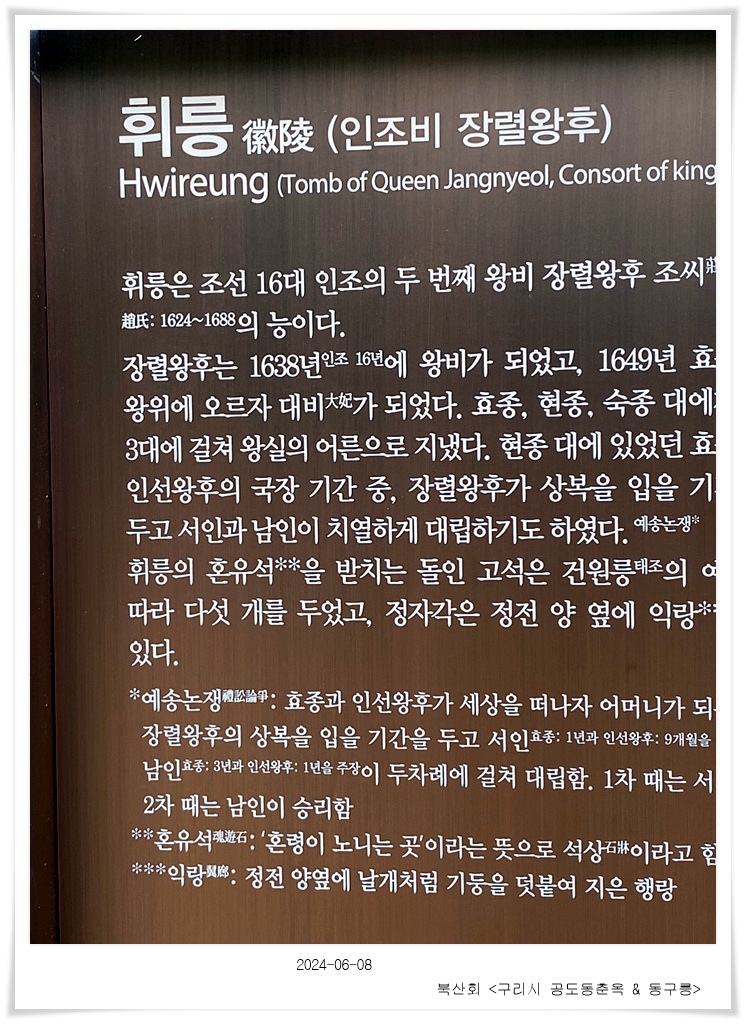 휘릉 徽陵 (인조비 장렬왕후)
Hwireung (Tomb of Queen Jangnyeol, Consort of king
휘릉은 조선 16대 인조의 두 번째 왕비 장렬왕후 조씨莊
趙氏: 1624~1688의 능이다.
장렬왕후는 1638년인조 16년에 왕비가 되었고, 1649년 효
왕위에 오르자 대비大妃가 되었다. 효종, 현종, 숙종 대에
3대에 걸쳐 왕실의 어른으로 지냈다. 현종 대에 있었던 효
인선왕후의 국장 기간 중, 장렬왕후가 상복을 입을 기
두고 서인과 남인이 치열하게 대립하기도 하였다. 예송논쟁*
휘릉의 혼유석**을 받치는 돌인 고석은 건원릉태조의 예
따라 다섯 개를 두었고, 정자각은 정전 양 옆에 익랑**
있다.
*예송논쟁禮訟論爭: 효종과 인선왕후가 세상을 떠나자 어머니가 되
장렬왕후의 상복을 입을 기간을 두고 서인효종: 1년과 인선왕후: 9개월을
남인효종: 3년과 인선왕후: 1년을 주장이 두차례에 걸쳐 대립함. 1차 때는 서
2차 때는 남인이 승리함
**혼유석魂遊石: '혼령이 노니는 곳'이라는 뜻으로 석상石牀이라고 함
***익랑翼廊: 정전 양옆에 날개처럼 기둥을 덧붙여 지은 행랑
2024-06-08
북산회 <구리시 공도동춘옥 & 동구릉>